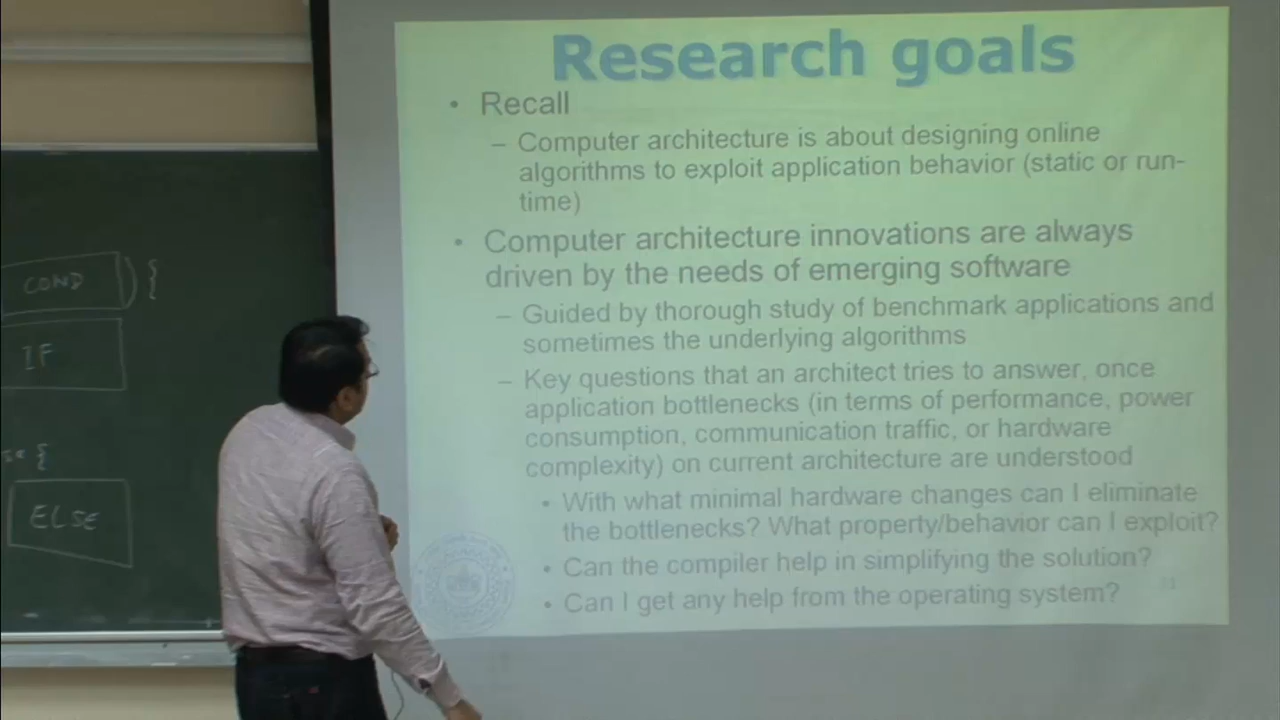 Research goals
• Recall
– Computer architecture is about designing online
algorithms to exploit application behavior (static or run-
time)
• Computer architecture innovations are always
driven by the needs of emerging software
– Guided by thorough study of benchmark applications and
sometimes the underlying algorithms
– Key questions that an architect tries to answer, once
application bottlenecks (in terms of performance, power
consumption, communication traffic, or hardware
complexity) on current architecture are understood
• With what minimal hardware changes can I eliminate
the bottlenecks? What property/behavior can I exploit?
• Can the compiler help in simplifying the solution?
• Can I get any help from the operating system?
COND ) {
IF
{
ELSE